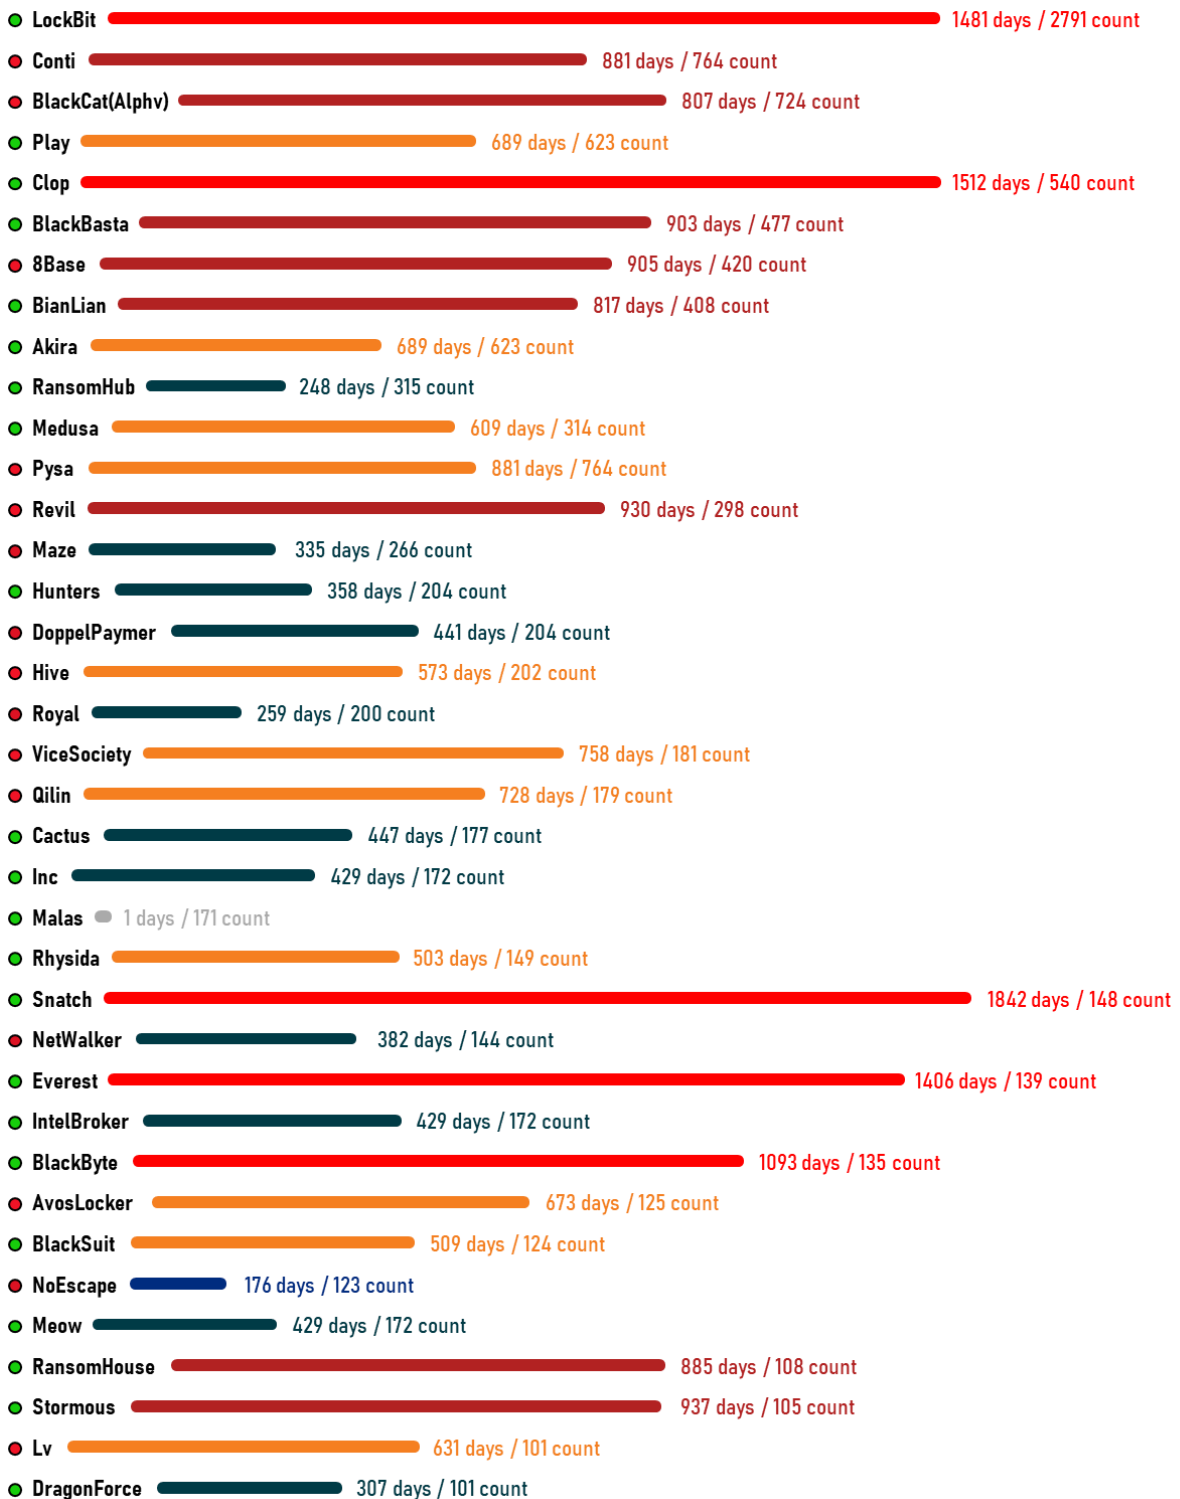 LockBit 1481 days / 2791 count
Conti 881 days / 764 count
BlackCat(Alphv) 807 days / 724 count
Play 689 days / 623 count
Clop 1512 days / 540 count
BlackBasta 903 days / 477 count
8Base 905 days / 420 count
BianLian 817 days / 408 count
Akira 689 days / 623 count
RansomHub 248 days / 315 count
Medusa 609 days / 314 count
Pysa 881 days / 764 count
Revil 930 days / 298 count
Maze 335 days / 266 count
Hunters 358 days / 204 count
DoppelPaymer 441 days / 204 count
Hive 573 days / 202 count
Royal 259 days / 200 count
ViceSociety 758 days / 181 count
Qilin 728 days / 179 count
Cactus 447 days / 177 count
Inc 429 days / 172 count
Malas 1 days / 171 count
Rhysida 503 days / 149 count
Snatch 1842 days / 148 count
NetWalker 382 days / 144 count
Everest 1406 days / 139 count
IntelBroker 429 days / 172 count
BlackByte 1093 days / 135 count
AvosLocker 673 days / 125 count
BlackSuit 509 days / 124 count
NoEscape 176 days / 123 count
Meow 429 days / 172 count
RansomHouse 885 days / 108 count
Stormous 937 days / 105 count
Lv 631 days / 101 count
DragonForce 307 days / 101 count